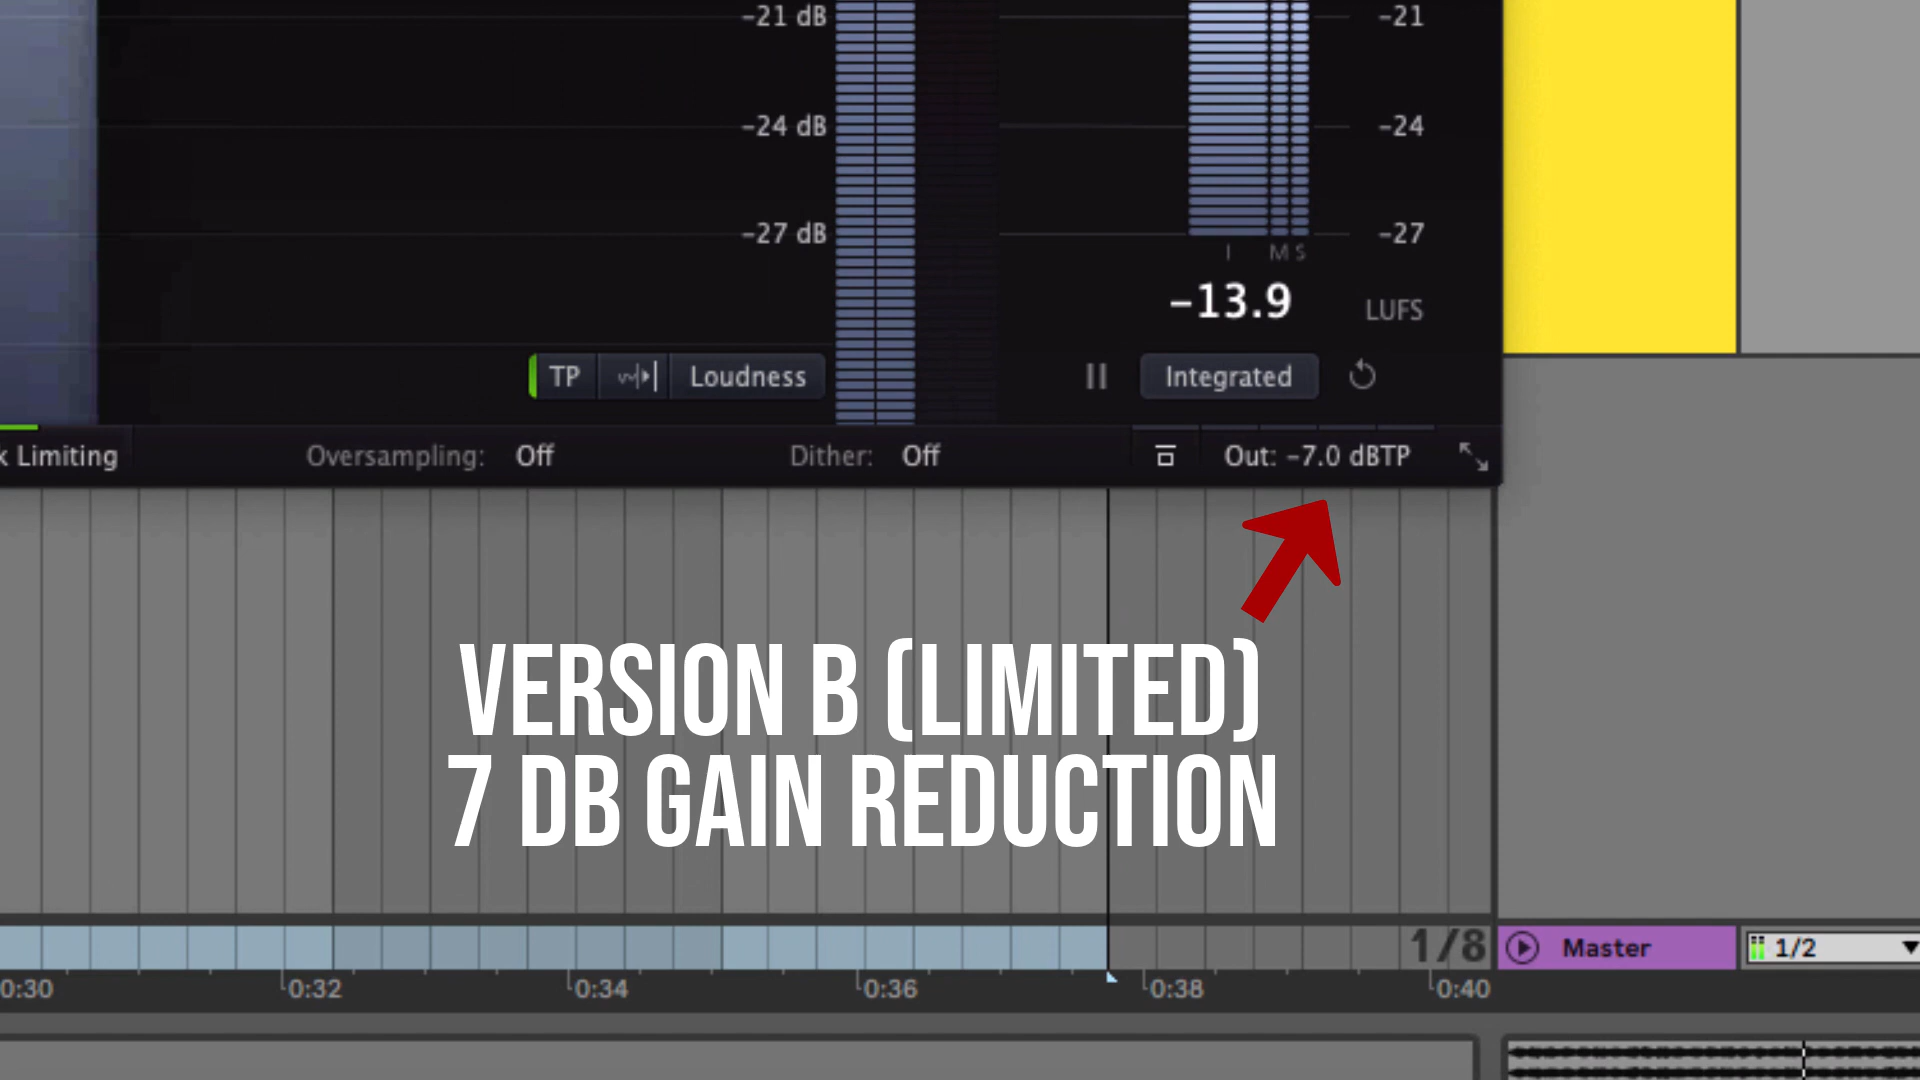 -21 dB
-21
-24 dB
-24
-27 dB
-27
I M S
-13.9 LUFS
TP Loudness
Integrated
k Limiting Oversampling: Off Dither: Off Out: -7.0 dBTP
VERSION B (LIMITED)
7 DB GAIN REDUCTION
1/8 Master 1/2
0:30 0:32 0:34 0:36 0:38 0:40